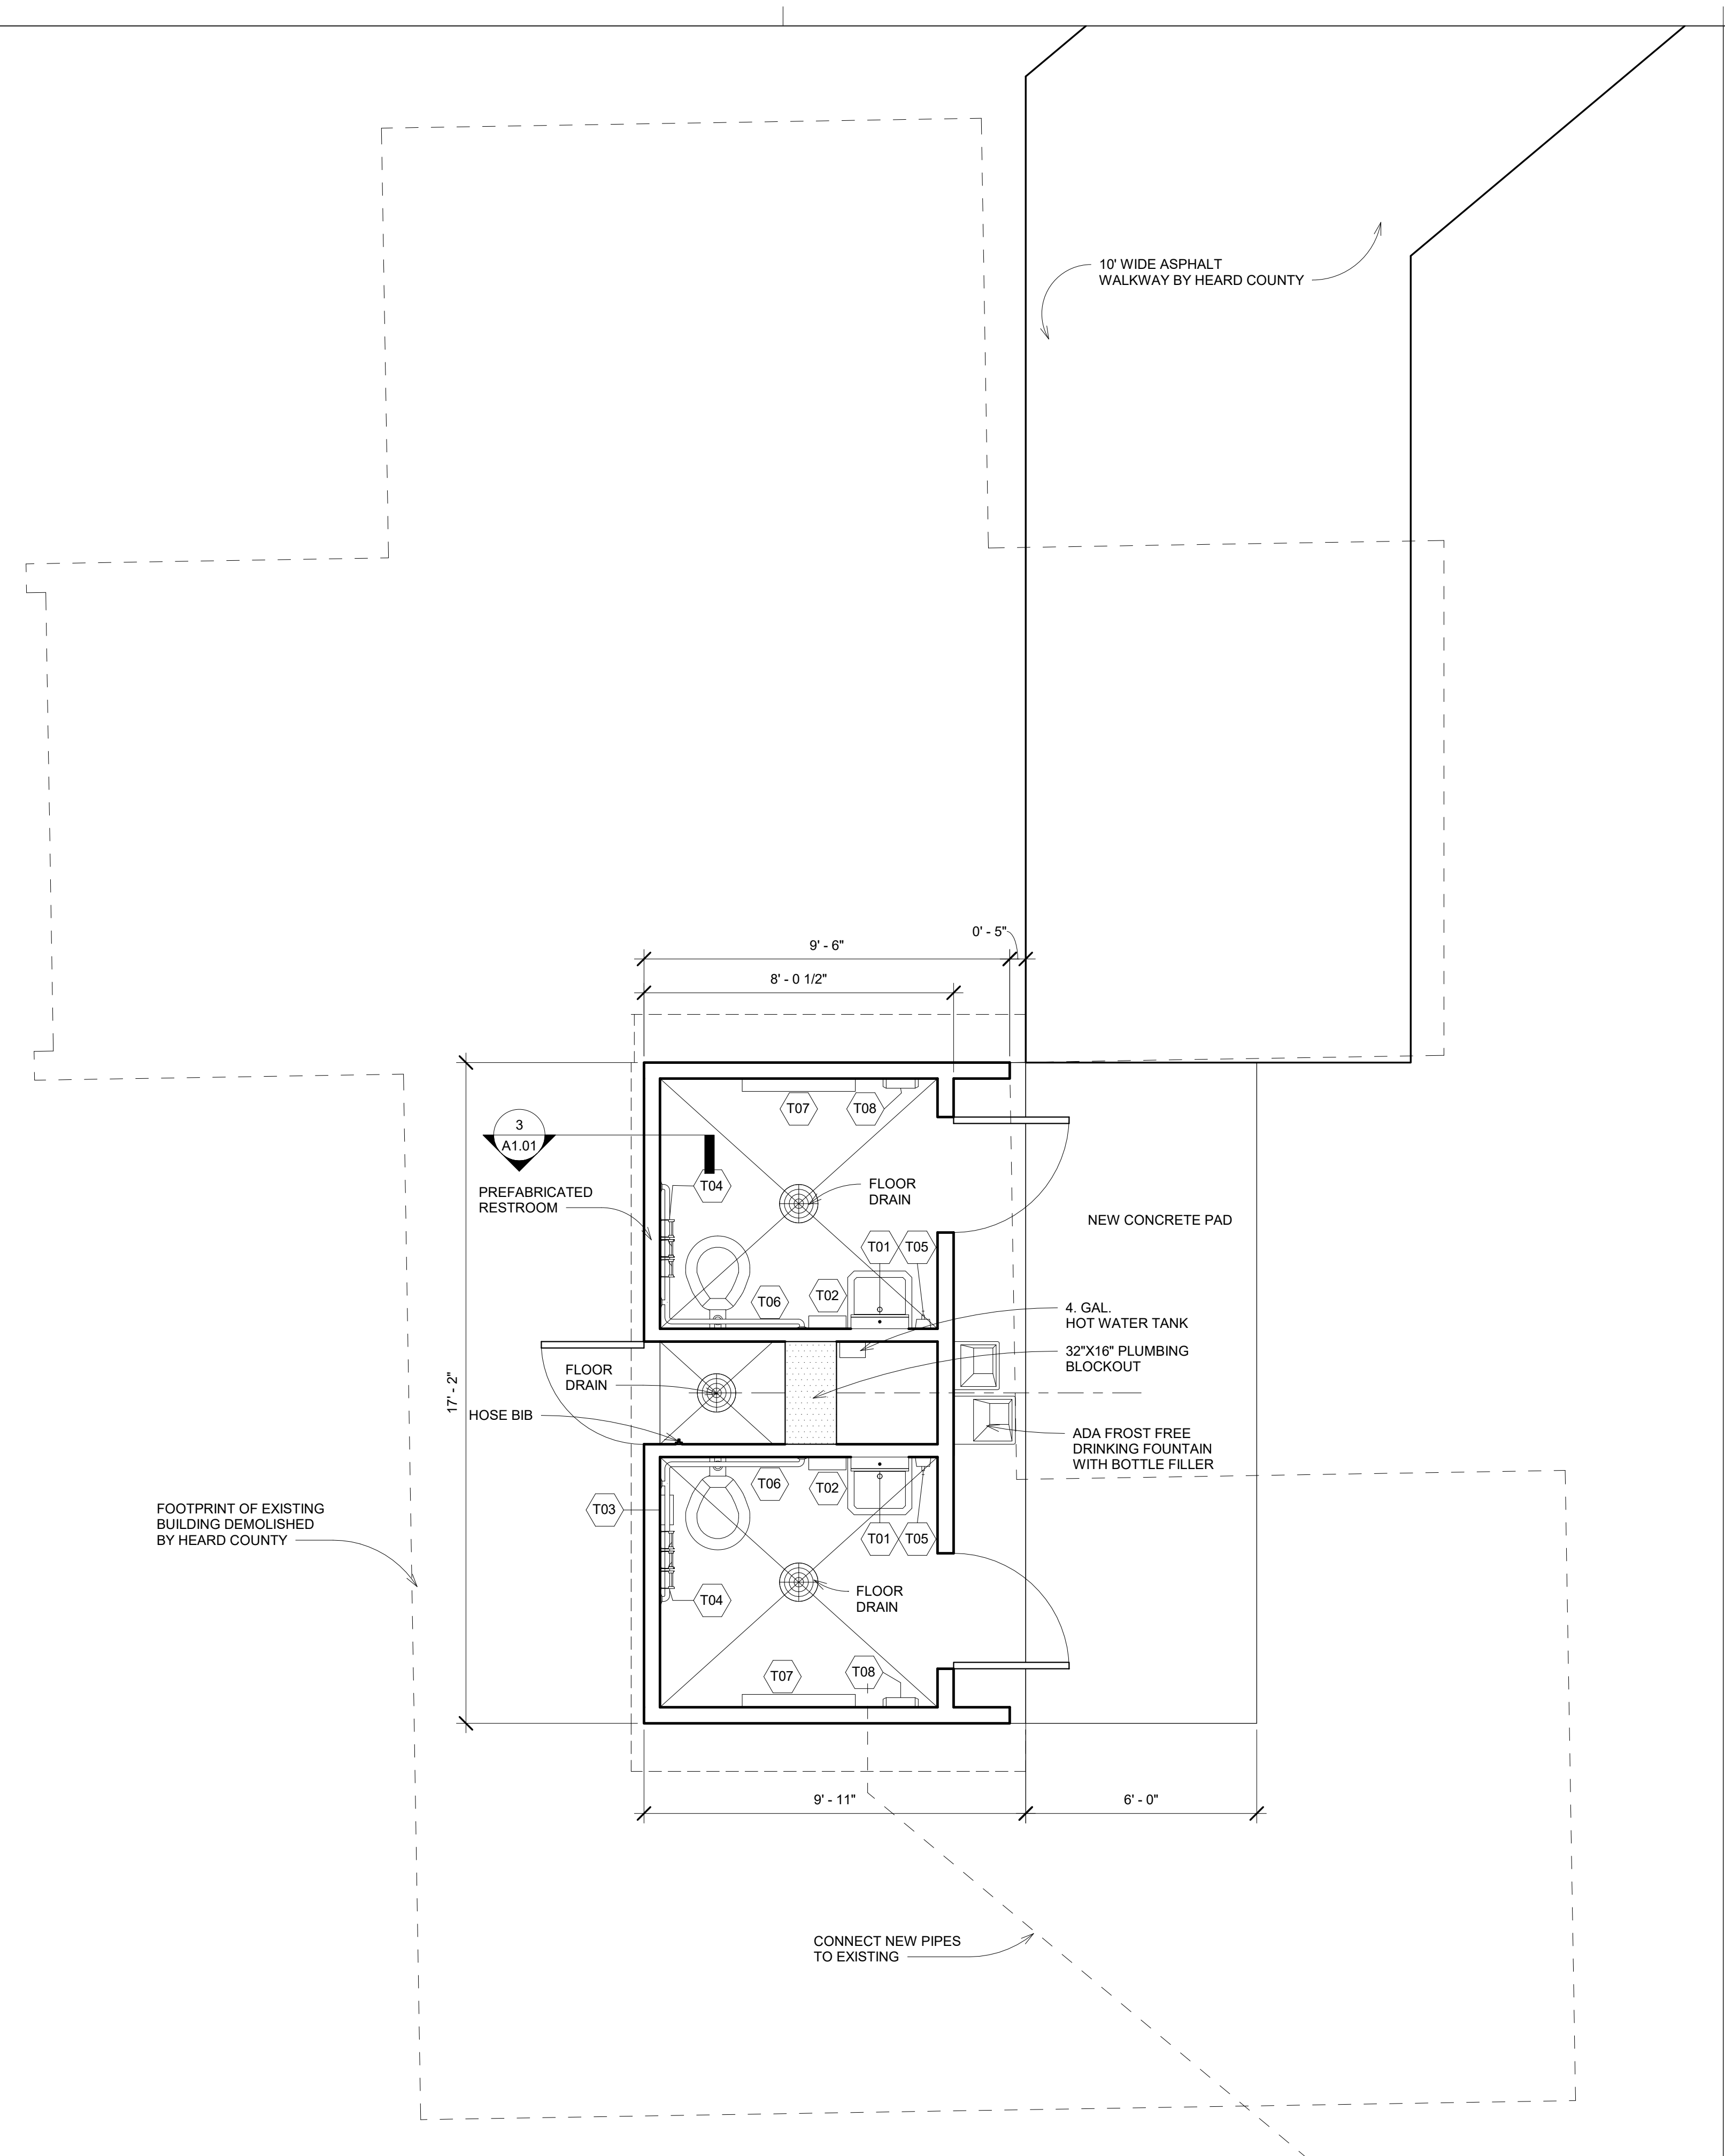 10' WIDE ASPHALT
WALKWAY BY HEARD COUNTY
0' - 5"
9' - 6"
8' - 0 1/2"
T07
T08
3
A1.01
T04
PREFABRICATED
RESTROOM
FLOOR
DRAIN
NEW CONCRETE PAD
T01
T05
T06
T02
4. GAL.
HOT WATER TANK
32"X16" PLUMBING
BLOCKOUT
FLOOR
DRAIN
17' - 2"
HOSE BIB
ADA FROST FREE
DRINKING FOUNTAIN
WITH BOTTLE FILLER
T06
T02
T03
T01
T05
FOOTPRINT OF EXISTING
BUILDING DEMOLISHED
BY HEARD COUNTY
FLOOR
DRAIN
T04
T07
T08
9' - 11"
6' - 0"
CONNECT NEW PIPES
TO EXISTING